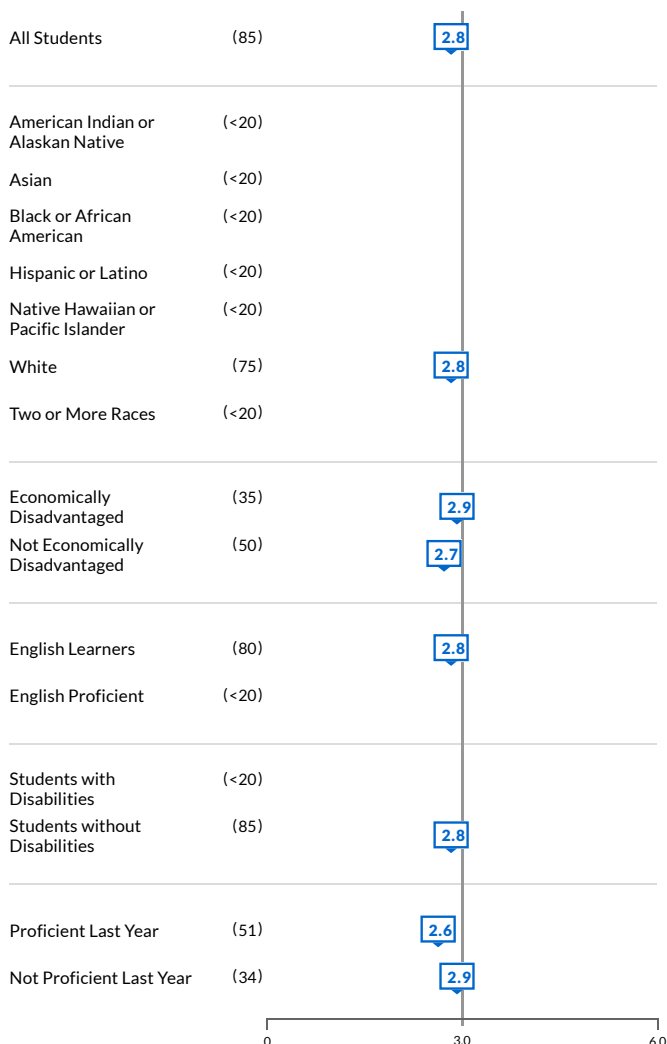 All Students (85) 2.8
American Indian or (<20)
Alaskan Native
Asian (<20)
Black or African (<20)
American
Hispanic or Latino (<20)
Native Hawaiian or (<20)
Pacific Islander
White (75) 2.8
Two or More Races (<20)
Economically (35) 2.9
Disadvantaged
Not Economically (50) 2.7
Disadvantaged
English Learners (80) 2.8
English Proficient (<20)
Students with (<20)
Disabilities
Students without (85) 2.8
Disabilities
Proficient Last Year (51) 2.6
Not Proficient Last Year (34) 2.9
0 3.0 6.0